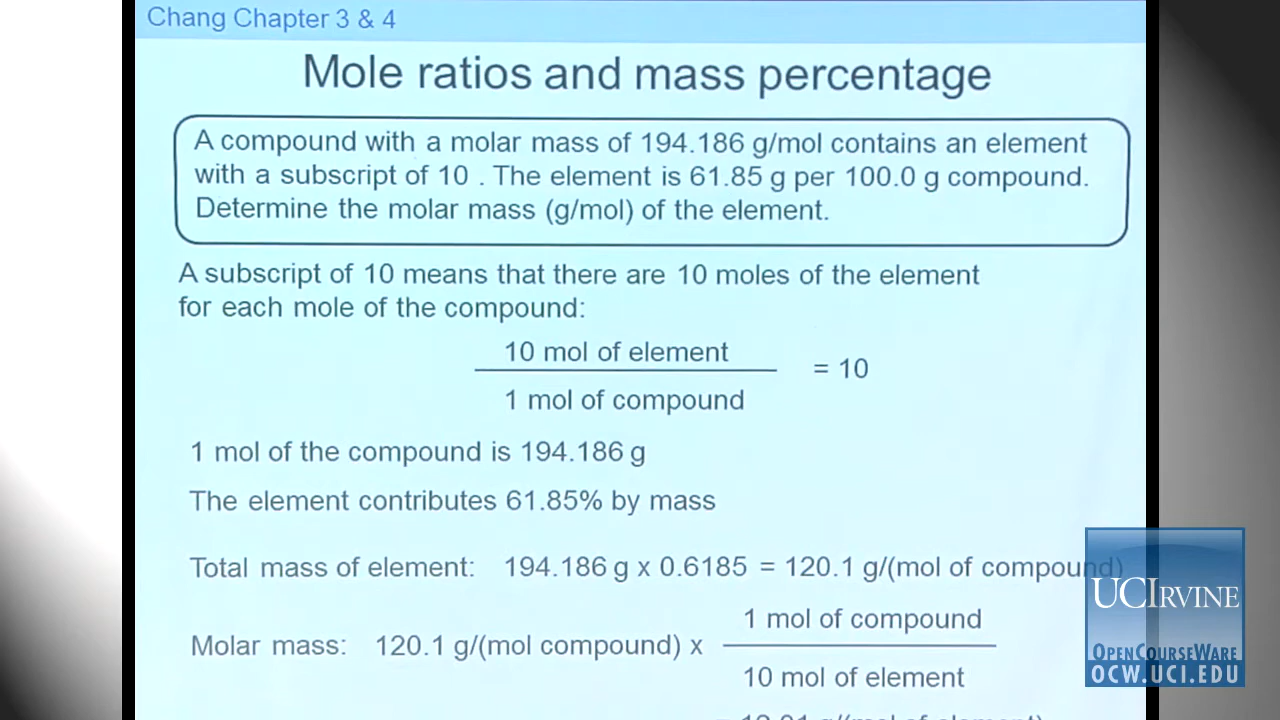 Chang Chapter 3 & 4
Mole ratios and mass percentage
A compound with a molar mass of 194.186 g/mol contains an element
with a subscript of 10 . The element is 61.85 g per 100.0 g compound.
Determine the molar mass (g/mol) of the element.
A subscript of 10 means that there are 10 moles of the element
for each mole of the compound:
10 mol of element
= 10
1 mol of compound
1 mol of the compound is 194.186 g
The element contributes 61.85% by mass
Total mass of element: 194.186 g x 0.6185 = 120.1 g/(mol of compound)
1 mol of compound
Molar mass: 120.1 g/(mol compound) x
10 mol of element
UCIRVINE
OPENCOURSEWARE
OCW.UCI.EDU